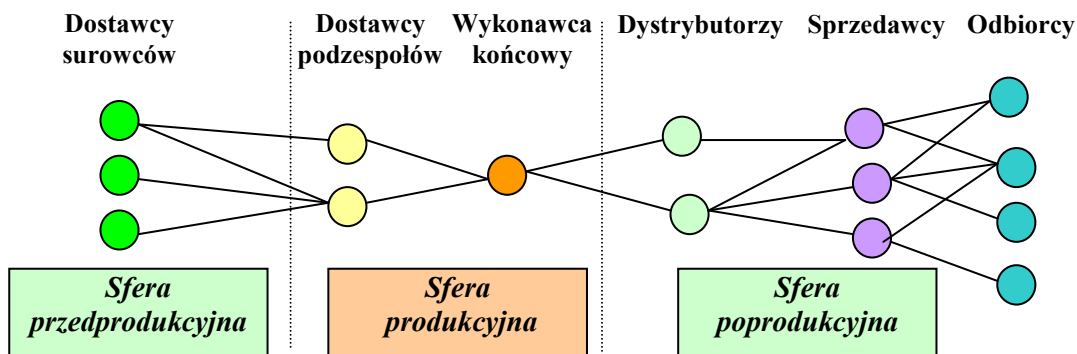 Dostawcy
surowców
Dostawcy
podzespołów
Wykonawca
końcowy
Dystrybutorzy
Sprzedawcy
Odbiorcy
Sfera
przedprodukcyjna
Sfera
produkcyjna
Sfera
poprodukcyjna